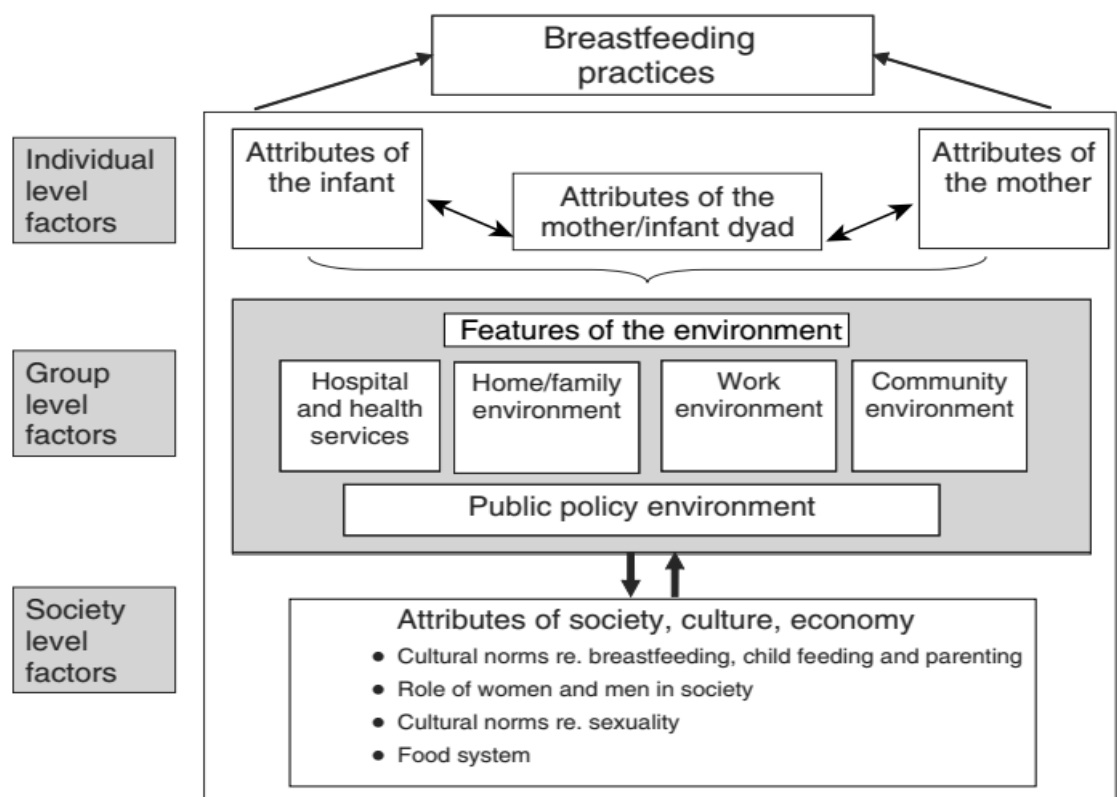 Breastfeeding
practices
Individual
level
factors
Attributes of
the infant
Attributes of the
mother/infant dyad
Attributes of
the mother
Group
level
factors
Features of the environment
Hospital
and health
services
Home/family
environment
Work
environment
Community
environment
Public policy environment
Society
level
factors
Attributes of society, culture, economy
• Cultural norms re. breastfeeding, child feeding and parenting
• Role of women and men in society
• Cultural norms re. sexuality
• Food system